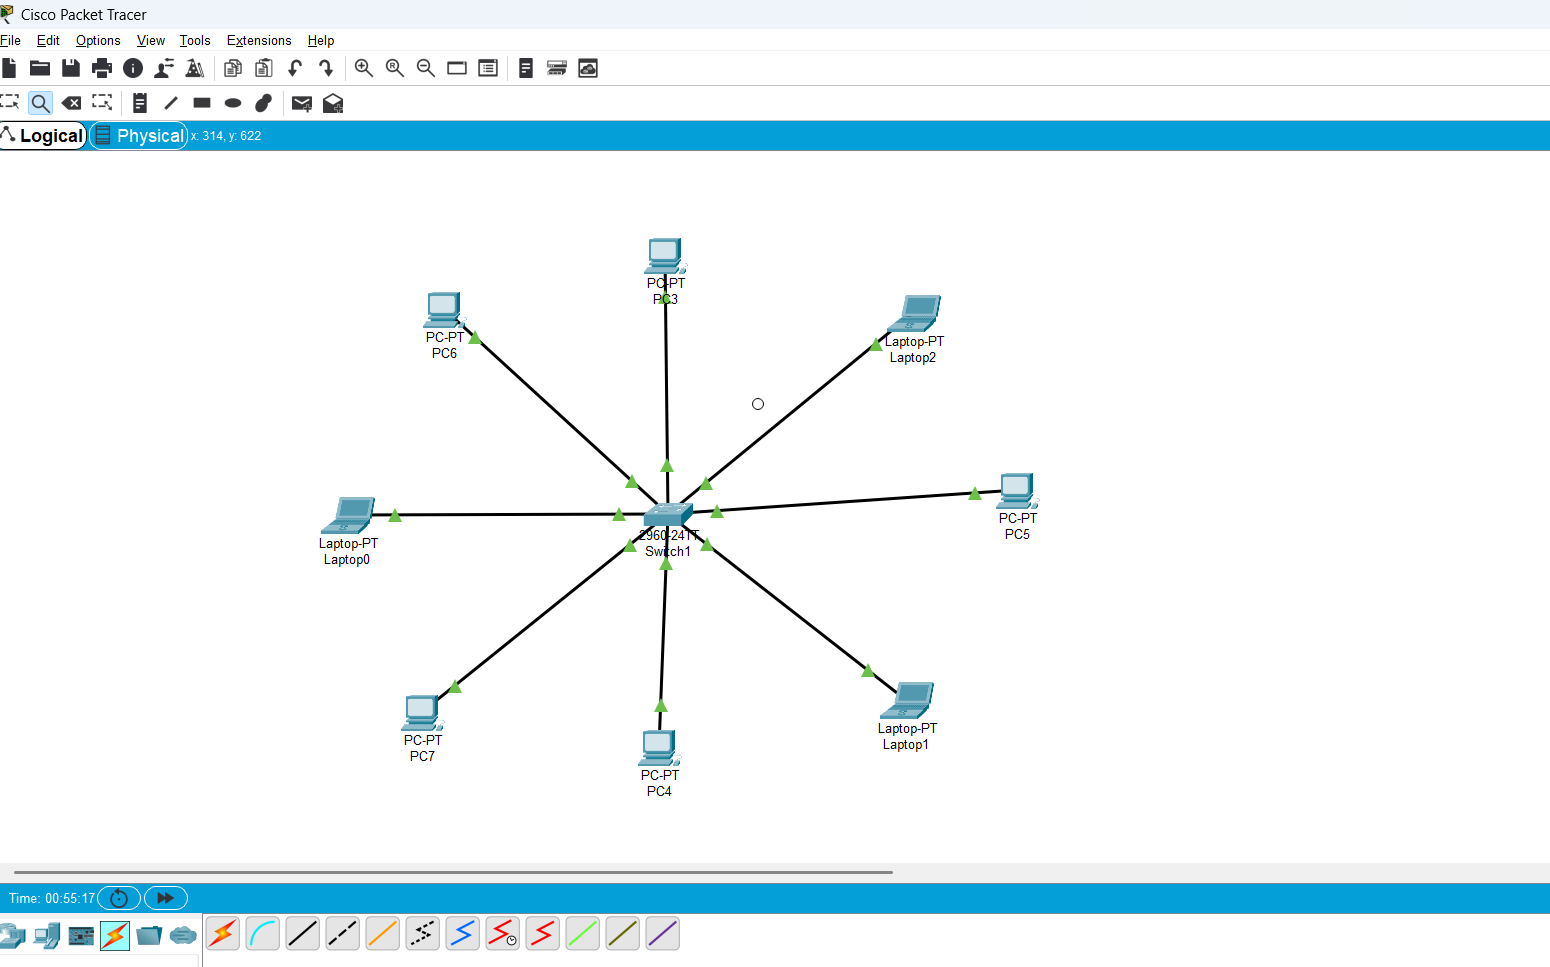 Cisco Packet Tracer
File Edit Options View Tools Extensions Help
Logical Physical x: 314, y: 622
PC-PT
PC3
PC-PT
PC6
Laptop-PT
Laptop2
PC-PT
PC5
Laptop-PT
Laptop0
2960-24TT
Switch1
Laptop-PT
Laptop1
PC-PT
PC7
PC-PT
PC4
Time: 00:55:17